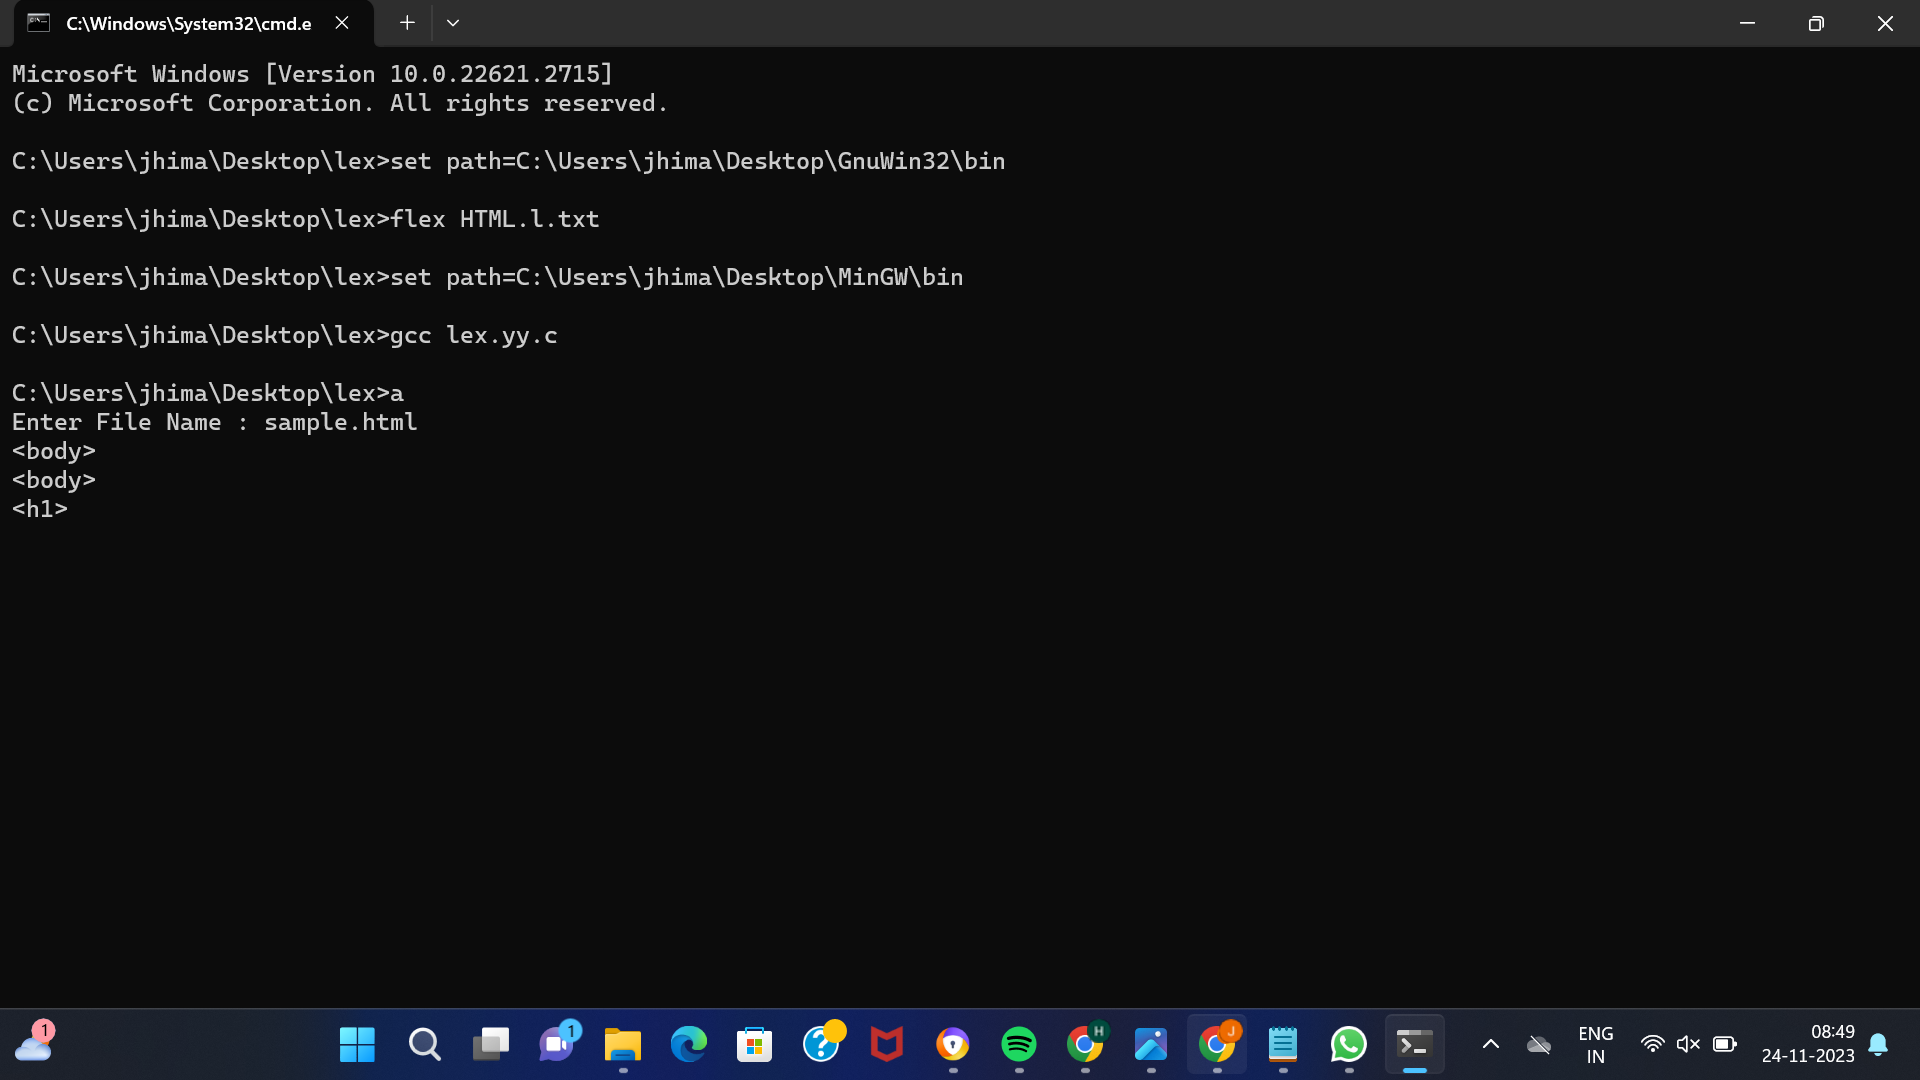 C:\Windows\System32\cmd.e
Microsoft Windows [Version 10.0.22621.2715]
(c) Microsoft Corporation. All rights reserved.
C:\Users\jhima\Desktop\lex>set path=C:\Users\jhima\Desktop\GnuWin32\bin
C:\Users\jhima\Desktop\lex>flex HTML.l.txt
C:\Users\jhima\Desktop\lex>set path=C:\Users\jhima\Desktop\MinGW\bin
C:\Users\jhima\Desktop\lex>gcc lex.yy.c
C:\Users\jhima\Desktop\lex>a
Enter File Name : sample.html
<body>
<body>
<h1>
1
1
H
J
ENG
IN
08:49
24-11-2023